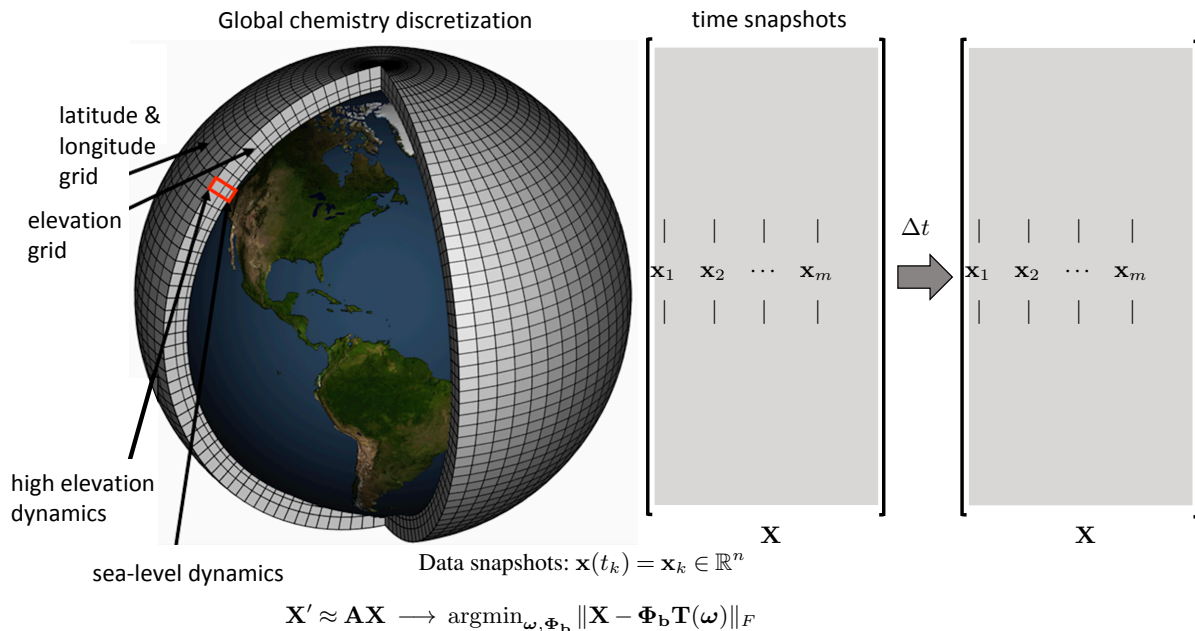 Global chemistry discretization
time snapshots
latitude &
longitude
grid
elevation
grid
high elevation
dynamics
sea-level dynamics
| | | |
𝐱₁ 𝐱₂ ⋯ 𝐱ₘ
| | | |
𝐗
Δt
| | | |
𝐱₁ 𝐱₂ ⋯ 𝐱ₘ
| | | |
𝐗
Data snapshots: 𝐱(tₖ) = 𝐱ₖ ∈ ℝⁿ
𝐗′ ≈ 𝐀𝐗 ⟶ argmin_{𝛚,𝚽_𝐛} ‖𝐗 − 𝚽_𝐛𝐓(𝛚)‖_F